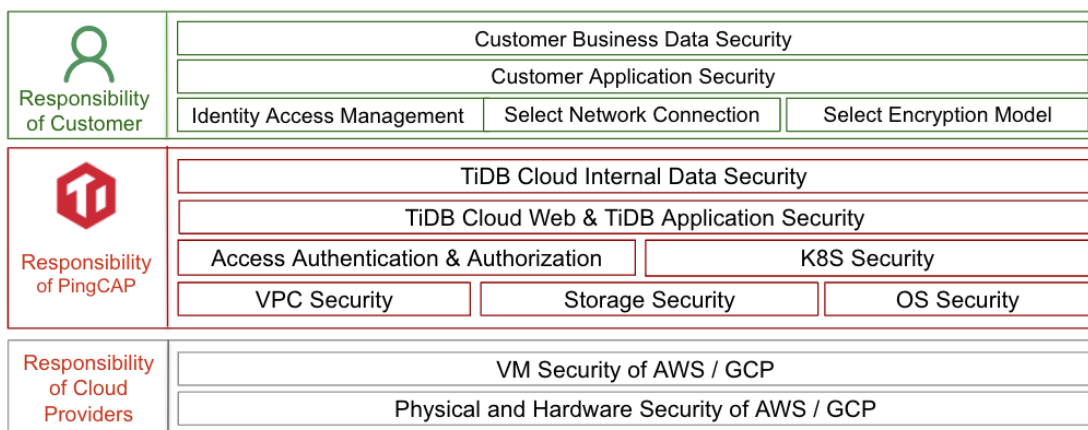 Responsibility
of Customer
Customer Business Data Security
Customer Application Security
Identity Access Management
Select Network Connection
Select Encryption Model
Responsibility
of PingCAP
TiDB Cloud Internal Data Security
TiDB Cloud Web & TiDB Application Security
Access Authentication & Authorization
K8S Security
VPC Security
Storage Security
OS Security
Responsibility
of Cloud
Providers
VM Security of AWS / GCP
Physical and Hardware Security of AWS / GCP